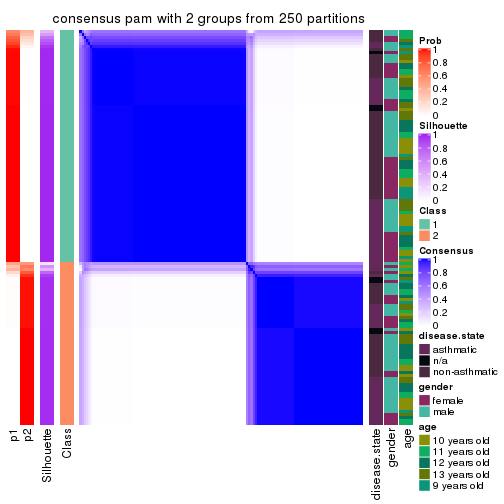 consensus pam with 2 groups from 250 partitions
Prob
1
0.8
0.6
0.4
0.2
0
Silhouette
1
0.8
0.6
0.4
0.2
0
Class
1
2
Consensus
1
0.8
0.6
0.4
0.2
0
disease.state
asthmatic
n/a
non-asthmatic
gender
female
male
age
10 years old
11 years old
12 years old
13 years old
9 years old
p1
p2
Silhouette
Class
disease.state
gender
age